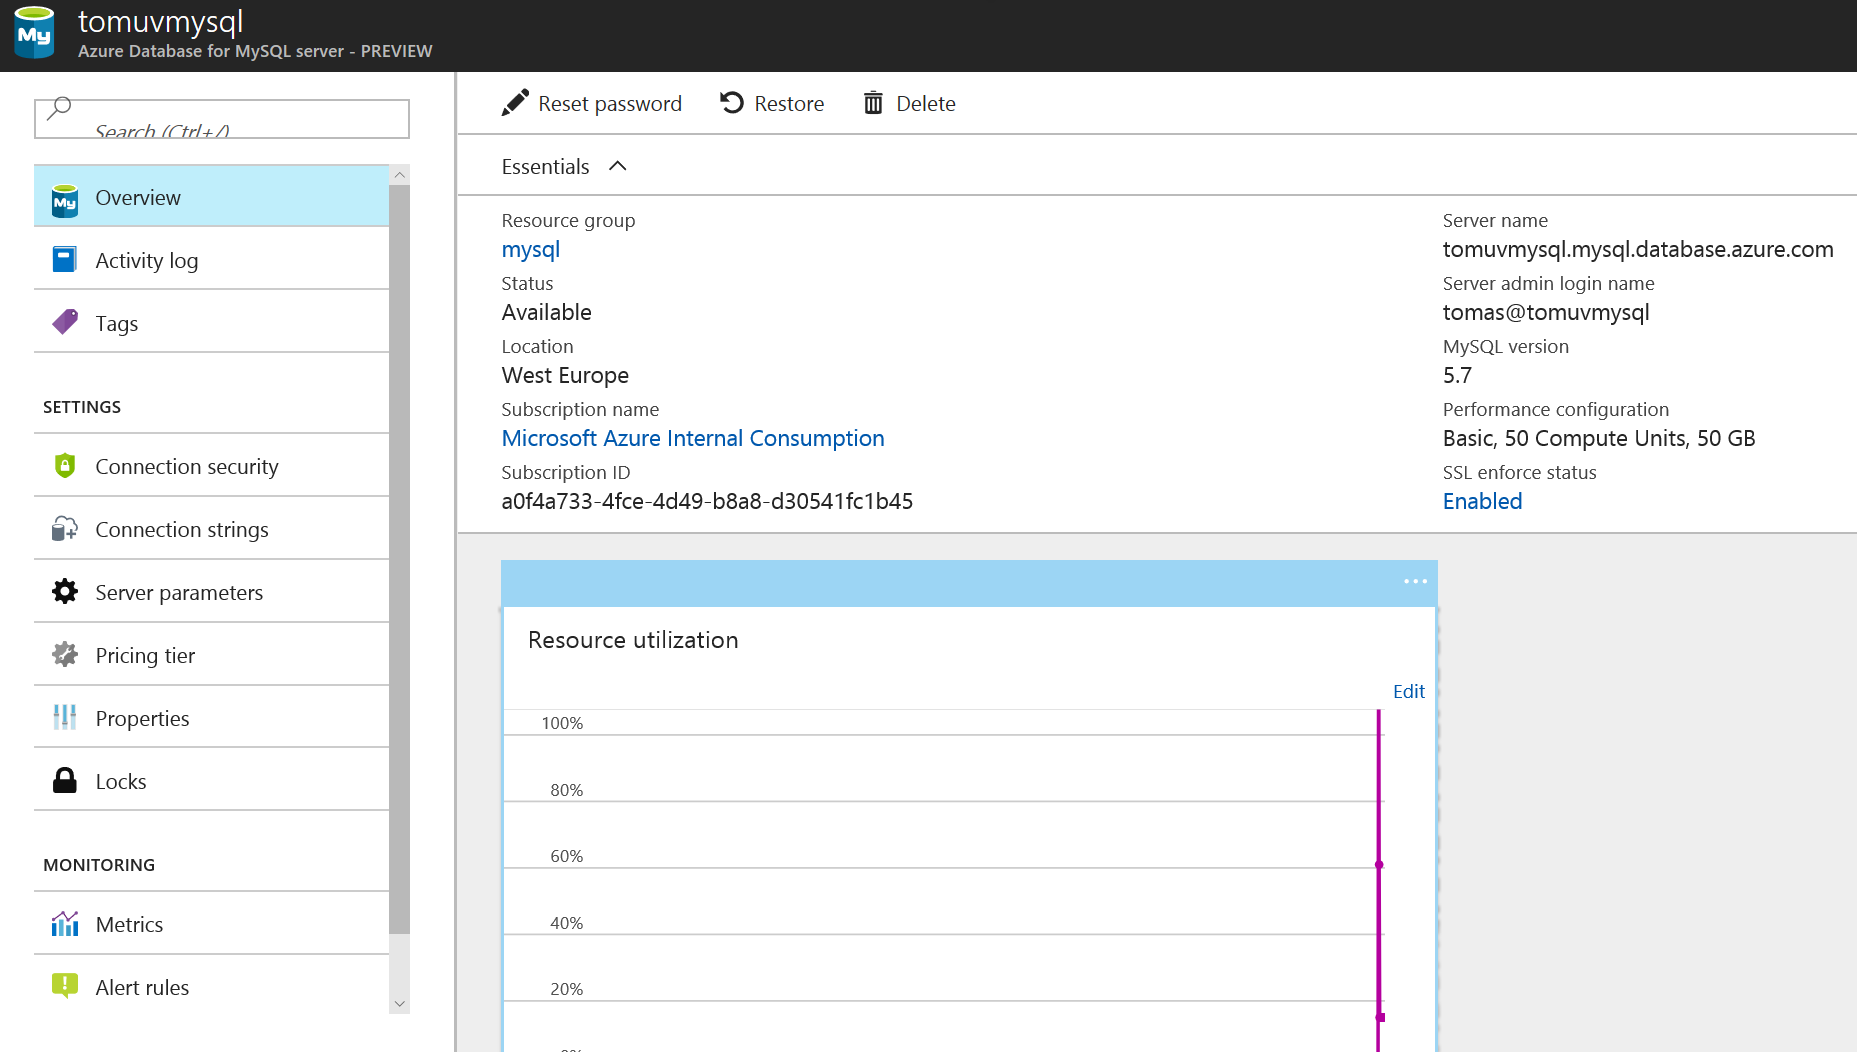 My
tomuvmysql
Azure Database for MySQL server - PREVIEW
Search (Ctrl+/)
My Overview
Activity log
Tags
SETTINGS
Connection security
Connection strings
Server parameters
Pricing tier
Properties
Locks
MONITORING
Metrics
Alert rules
Reset password Restore Delete
Essentials
Resource group
mysql
Status
Available
Location
West Europe
Subscription name
Microsoft Azure Internal Consumption
Subscription ID
a0f4a733-4fce-4d49-b8a8-d30541fc1b45
Server name
tomuvmysql.mysql.database.azure.com
Server admin login name
tomas@tomuvmysql
MySQL version
5.7
Performance configuration
Basic, 50 Compute Units, 50 GB
SSL enforce status
Enabled
...
Resource utilization
Edit
100%
80%
60%
40%
20%
0%